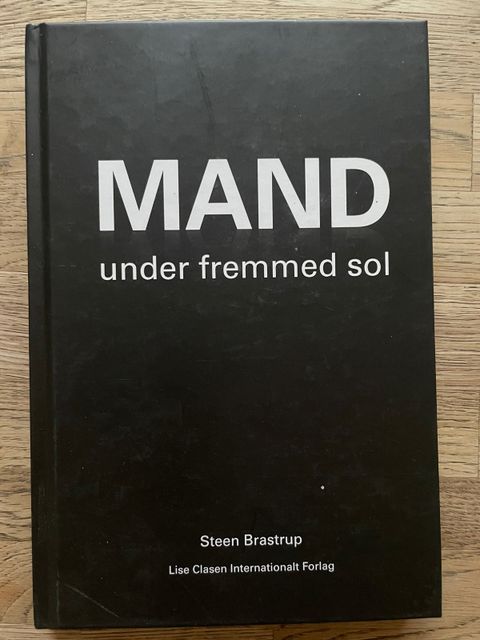 MAND
under fremmed sol
Steen Brastrup
Lise Clasen Internationalt Forlag